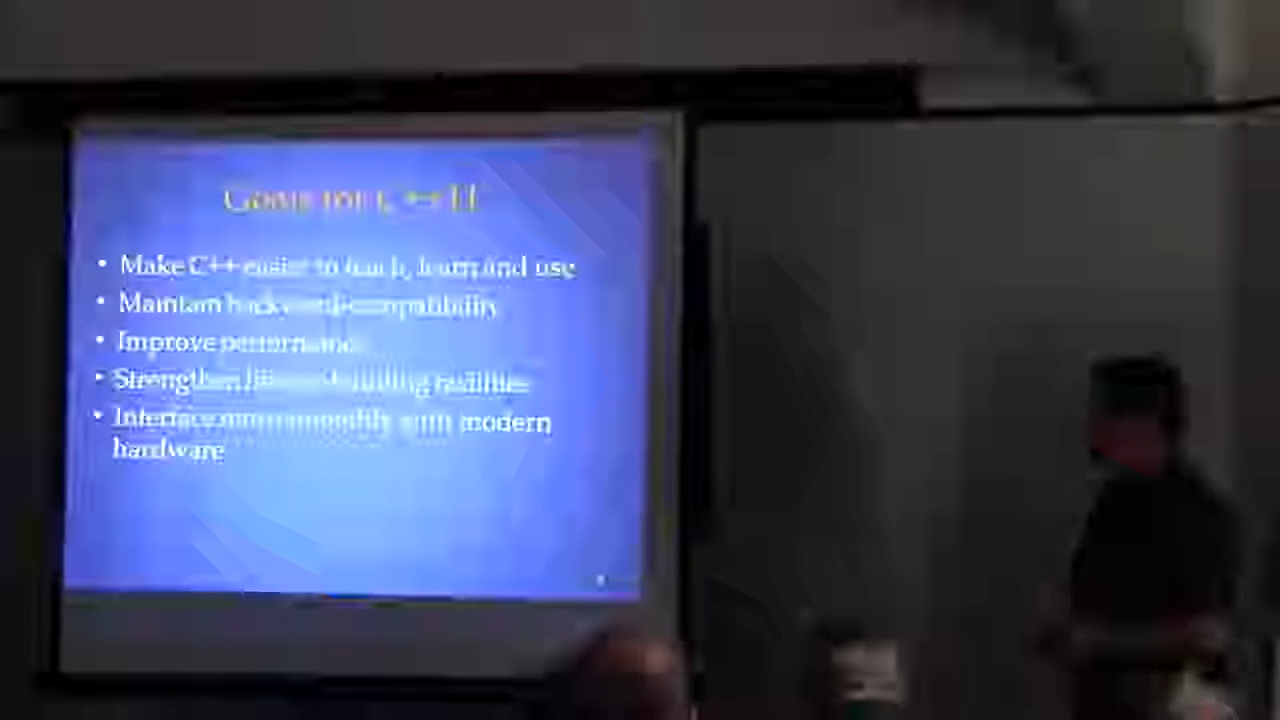 Goals for C++11
• Make C++ easier to teach, learn and use
• Maintain backward-compatibility
• Improve performance
• Strengthen library-building facilities
• Interface more smoothly with modern
hardware